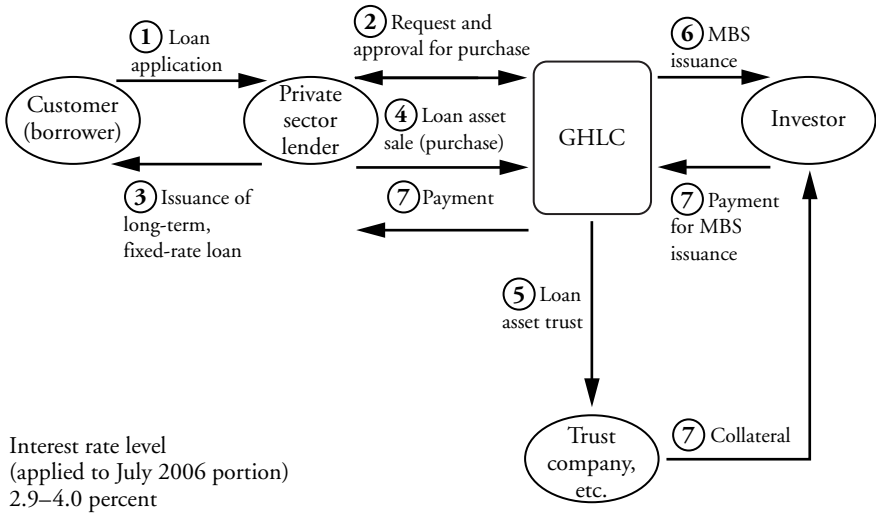 ① Loan
application
② Request and
approval for purchase
⑥ MBS
issuance
Customer
(borrower)
Private
sector
lender
④ Loan asset
sale (purchase)
GHLC
Investor
③ Issuance of
long-term,
fixed-rate loan
⑦ Payment
⑦ Payment
for MBS
issuance
⑤ Loan
asset trust
Trust
company,
etc.
⑦ Collateral
Interest rate level
(applied to July 2006 portion)
2.9–4.0 percent